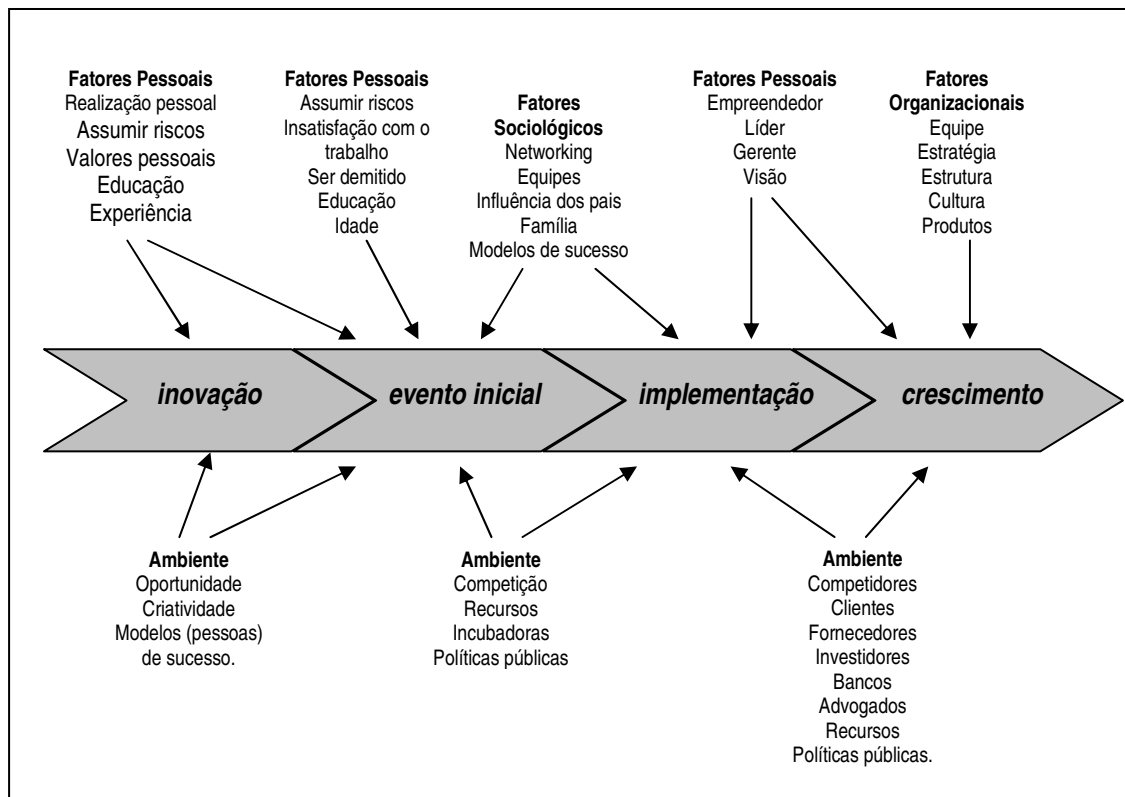 Fatores Pessoais
Realização pessoal
Assumir riscos
Valores pessoais
Educação
Experiência
Fatores Pessoais
Assumir riscos
Insatisfação com o
trabalho
Ser demitido
Educação
Idade
Fatores
Sociológicos
Networking
Equipes
Influência dos pais
Família
Modelos de sucesso
Fatores Pessoais
Empreendedor
Líder
Gerente
Visão
Fatores
Organizacionais
Equipe
Estratégia
Estrutura
Cultura
Produtos
inovação
evento inicial
implementação
crescimento
Ambiente
Oportunidade
Criatividade
Modelos (pessoas)
de sucesso.
Ambiente
Competição
Recursos
Incubadoras
Políticas públicas
Ambiente
Competidores
Clientes
Fornecedores
Investidores
Bancos
Advogados
Recursos
Políticas públicas.